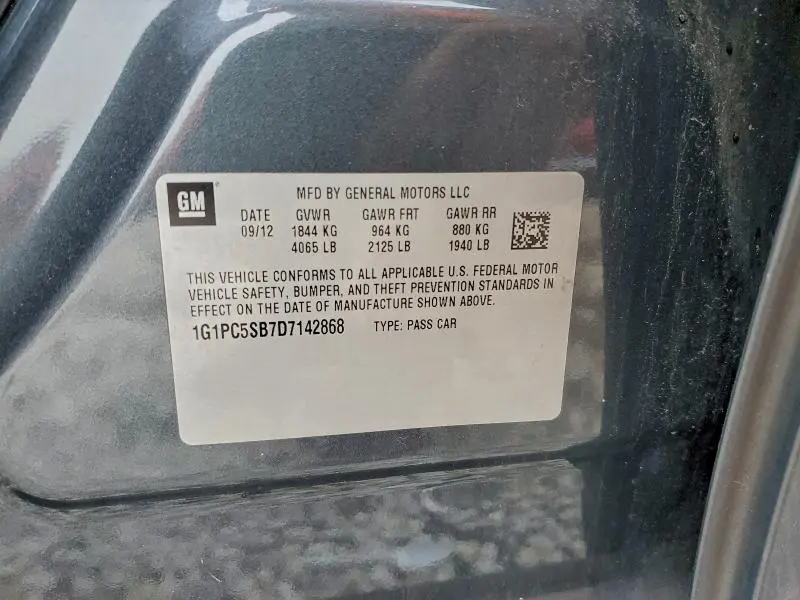 GM
MFD BY GENERAL MOTORS LLC
DATE GVWR GAWR FRT GAWR RR
09/12 1844 KG 964 KG 880 KG
4065 LB 2125 LB 1940 LB
THIS VEHICLE CONFORMS TO ALL APPLICABLE U.S. FEDERAL MOTOR
VEHICLE SAFETY, BUMPER, AND THEFT PREVENTION STANDARDS IN
EFFECT ON THE DATE OF MANUFACTURE SHOWN ABOVE.
1G1PC5SB7D7142868 TYPE: PASS CAR